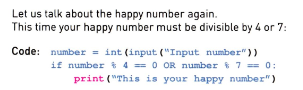 Let us talk about the happy number again.
This time your happy number must be divisible by 4 or 7:
Code: number = int(input("Input number"))
if number % 4 == 0 OR number % 7 == 0:
print("This is your happy number")